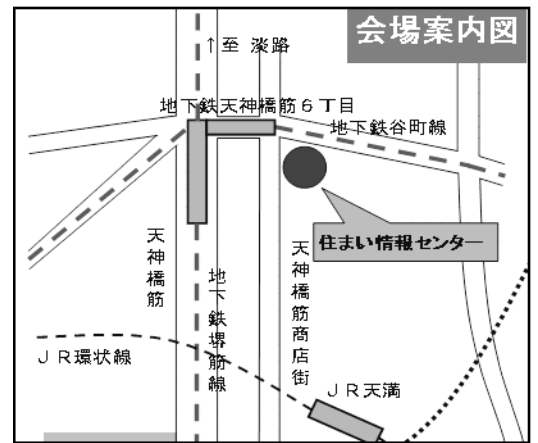 会場案内図
↑至 淡路
地下鉄天神橋筋６丁目
地下鉄谷町線
住まい情報センター
天神橋筋
地下鉄堺筋線
天神橋筋商店街
ＪＲ環状線
ＪＲ天満